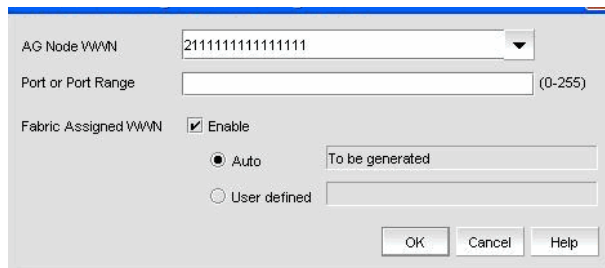 AG Node WWN 2111111111111111
Port or Port Range (0-255)
Fabric Assigned WWN Enable
Auto To be generated
User defined
OK Cancel Help